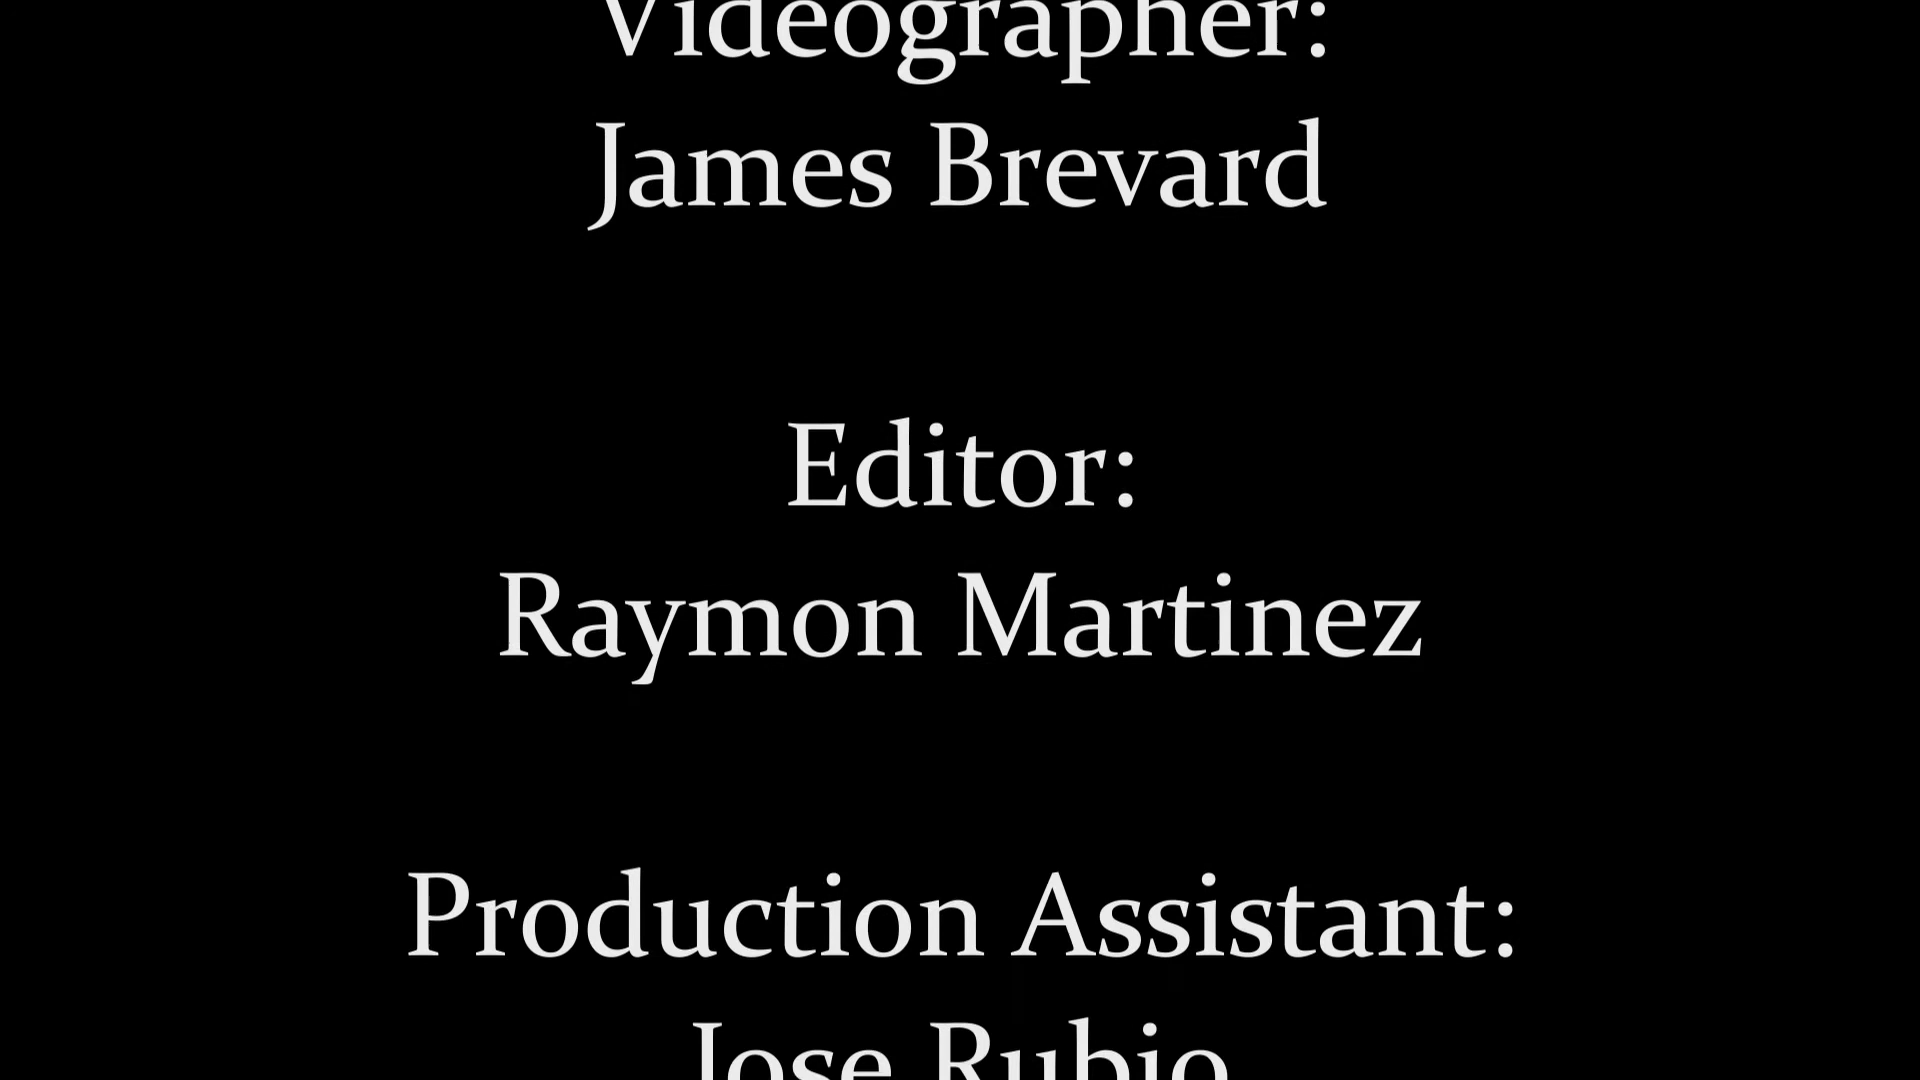 Videographer:
James Brevard
Editor:
Raymon Martinez
Production Assistant:
Jose Rubio